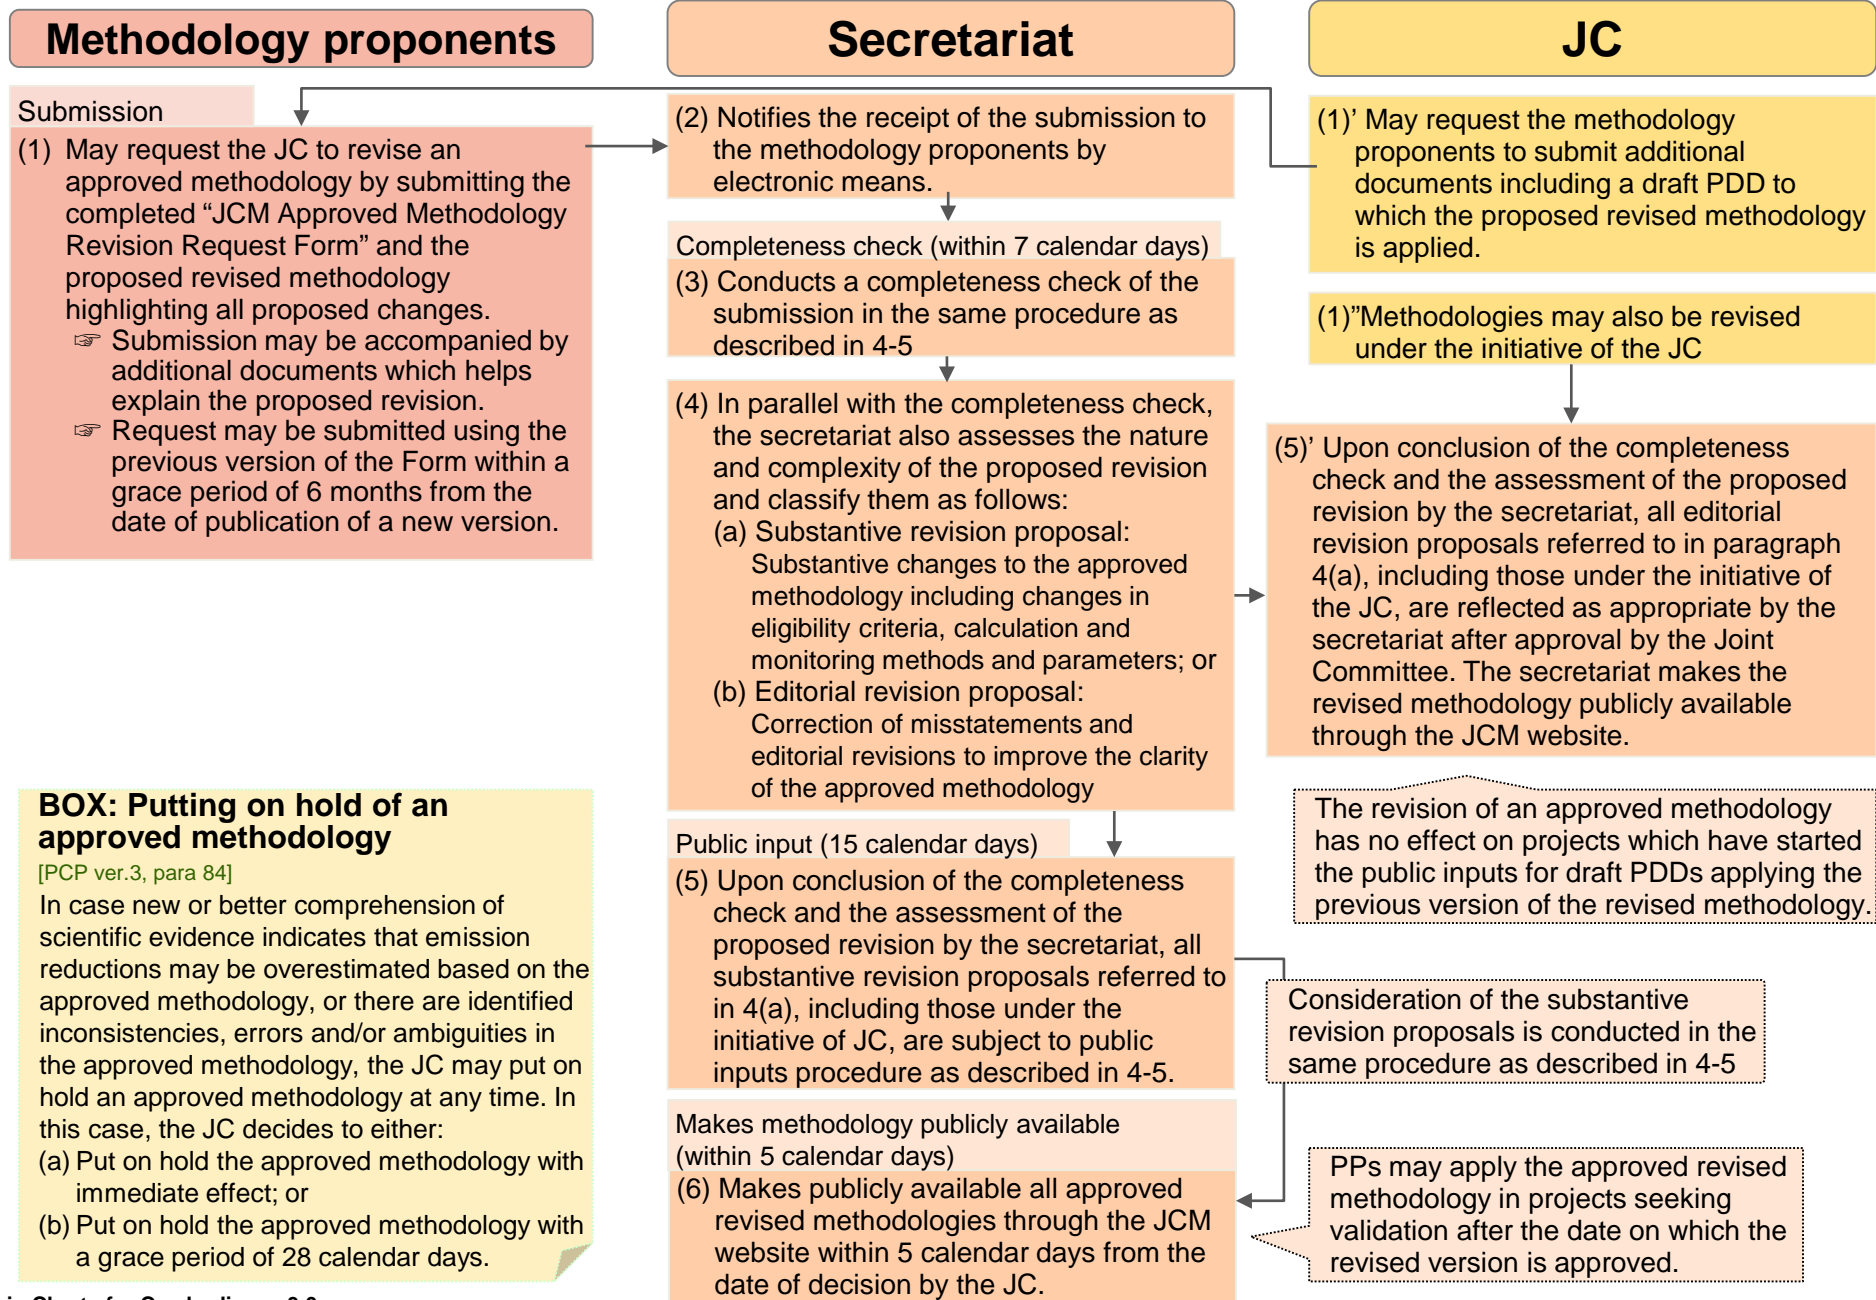 Methodology proponents
Secretariat
JC
Submission
(1) May request the JC to revise an
approved methodology by submitting the
completed “JCM Approved Methodology
Revision Request Form” and the
proposed revised methodology
highlighting all proposed changes.
☞ Submission may be accompanied by
additional documents which helps
explain the proposed revision.
☞ Request may be submitted using the
previous version of the Form within a
grace period of 6 months from the
date of publication of a new version.
BOX: Putting on hold of an
approved methodology
[PCP ver.3, para 84]
In case new or better comprehension of
scientific evidence indicates that emission
reductions may be overestimated based on the
approved methodology, or there are identified
inconsistencies, errors and/or ambiguities in
the approved methodology, the JC may put on
hold an approved methodology at any time. In
this case, the JC decides to either:
(a) Put on hold the approved methodology with
immediate effect; or
(b) Put on hold the approved methodology with
a grace period of 28 calendar days.
(2) Notifies the receipt of the submission to
the methodology proponents by
electronic means.
Completeness check (within 7 calendar days)
(3) Conducts a completeness check of the
submission in the same procedure as
described in 4-5
(4) In parallel with the completeness check,
the secretariat also assesses the nature
and complexity of the proposed revision
and classify them as follows:
(a) Substantive revision proposal:
Substantive changes to the approved
methodology including changes in
eligibility criteria, calculation and
monitoring methods and parameters; or
(b) Editorial revision proposal:
Correction of misstatements and
editorial revisions to improve the clarity
of the approved methodology
Public input (15 calendar days)
(5) Upon conclusion of the completeness
check and the assessment of the
proposed revision by the secretariat, all
substantive revision proposals referred to
in 4(a), including those under the
initiative of JC, are subject to public
inputs procedure as described in 4-5.
Makes methodology publicly available
(within 5 calendar days)
(6) Makes publicly available all approved
revised methodologies through the JCM
website within 5 calendar days from the
date of decision by the JC.
(1)’ May request the methodology
proponents to submit additional
documents including a draft PDD to
which the proposed revised methodology
is applied.
(1)”Methodologies may also be revised
under the initiative of the JC
(5)’ Upon conclusion of the completeness
check and the assessment of the proposed
revision by the secretariat, all editorial
revision proposals referred to in paragraph
4(a), including those under the initiative of
the JC, are reflected as appropriate by the
secretariat after approval by the Joint
Committee. The secretariat makes the
revised methodology publicly available
through the JCM website.
The revision of an approved methodology
has no effect on projects which have started
the public inputs for draft PDDs applying the
previous version of the revised methodology.
Consideration of the substantive
revision proposals is conducted in the
same procedure as described in 4-5
PPs may apply the approved revised
methodology in projects seeking
validation after the date on which the
revised version is approved.